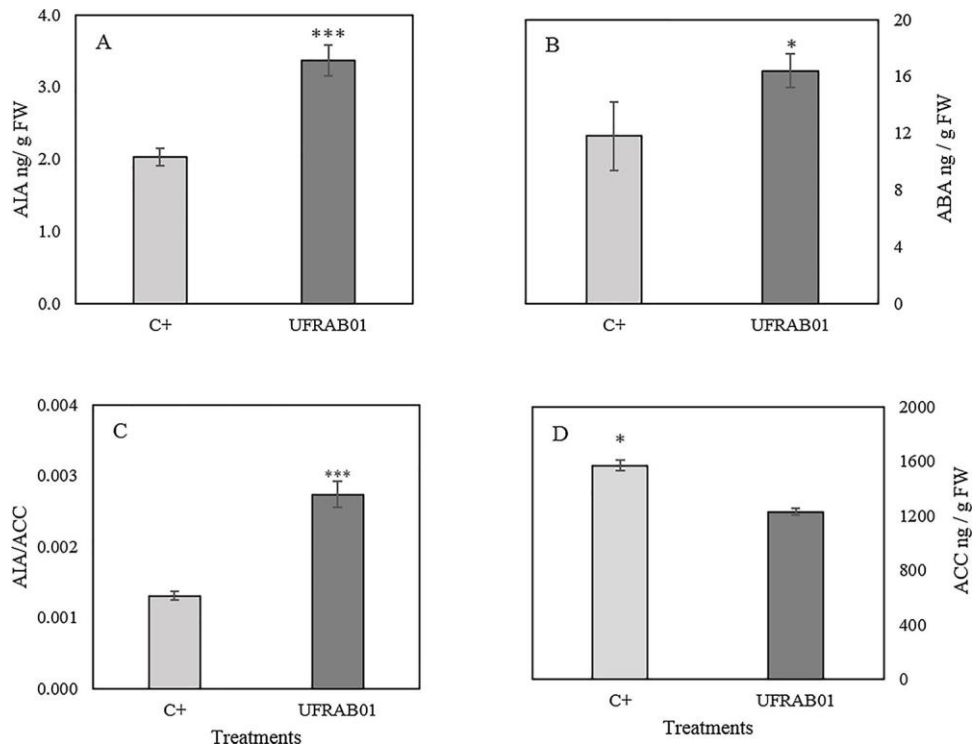 A
***
4.0
3.0
2.0
1.0
0.0
AIA ng/ g FW
C+ UFRAB01
B
*
20
16
12
8
4
0
ABA ng / g FW
C+ UFRAB01
C
***
0.004
0.003
0.002
0.001
0.000
AIA/ACC
C+ UFRAB01
Treatments
D
*
2000
1600
1200
800
400
0
ACC ng / g FW
C+ UFRAB01
Treatments